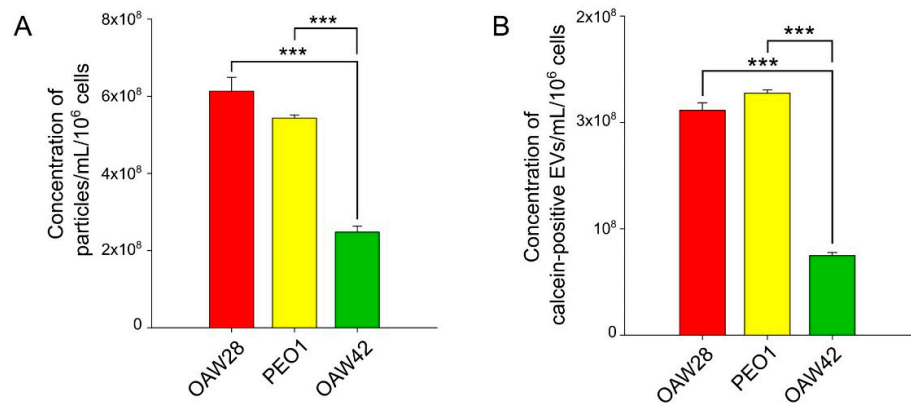 A
Concentration of
particles/mL/10⁶ cells
8x10⁸
6x10⁸
4x10⁸
2x10⁸
0
***
***
OAW28
PEO1
OAW42
B
Concentration of
calcein-positive EVs/mL/10⁶ cells
2x10⁸
3x10⁸
10⁸
0
***
***
OAW28
PEO1
OAW42